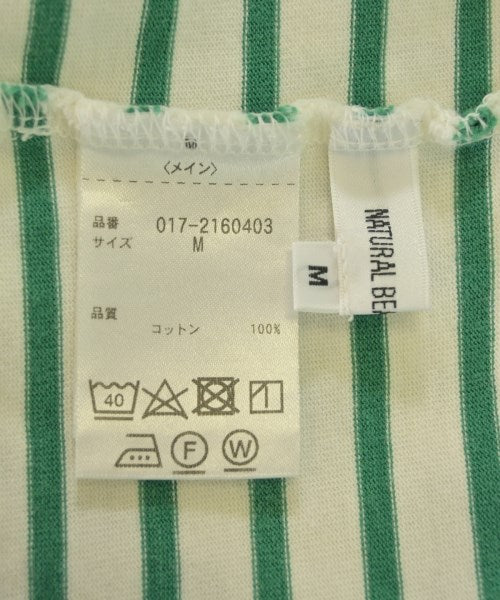 〈メイン〉
品番 017-2160403
サイズ M
品質 コットン 100%
40
F W
NATURAL BEA
M